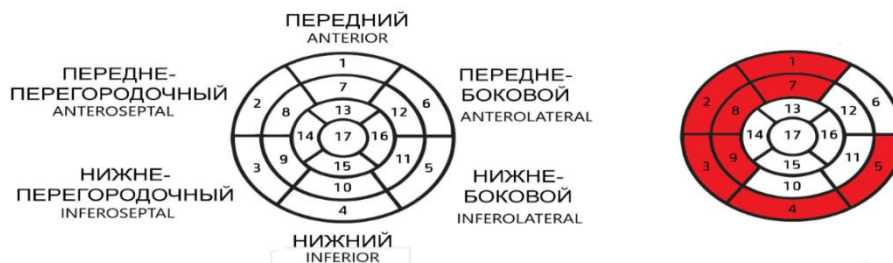 ПЕРЕДНИЙ
ANTERIOR
ПЕРЕДНЕ-
ПЕРЕГОРОДОЧНЫЙ
ANTEROSEPTAL
ПЕРЕДНЕ-
БОКОВОЙ
ANTEROLATERAL
НИЖНЕ-
ПЕРЕГОРОДОЧНЫЙ
INFEROSEPTAL
НИЖНЕ-
БОКОВОЙ
INFEROLATERAL
НИЖНИЙ
INFERIOR
1
7
2
8
13
12
6
14
17
16
3
9
15
11
5
10
4
1
7
2
8
13
12
6
14
17
16
3
9
15
11
5
10
4